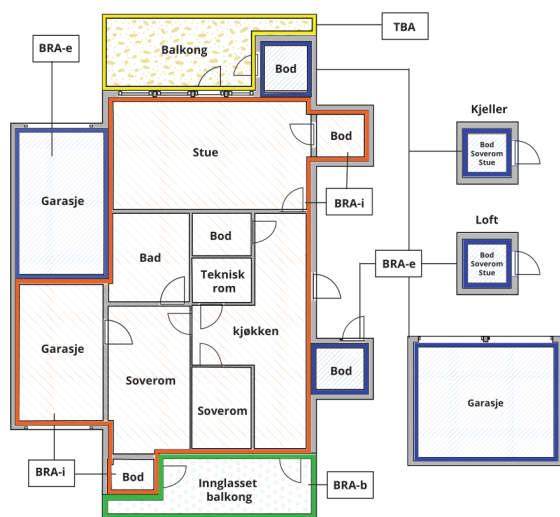 TBA
Balkong
BRA-e
Bod
Kjeller
Bod
Bod
Soverom
Stue
Stue
Garasje
BRA-i
Loft
Bod
Bad
Teknisk
rom
BRA-e
Bod
Soverom
Stue
kjøkken
Garasje
Bod
Soverom
Soverom
Garasje
BRA-i
Bod
Innglasset
balkong
BRA-b